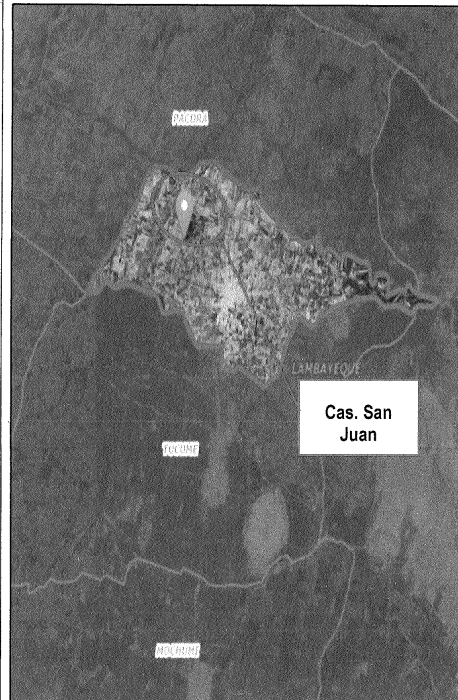 PACORA
LAMBAYEQUE
Cas. San
Juan
TUCUME
MOCHUMI